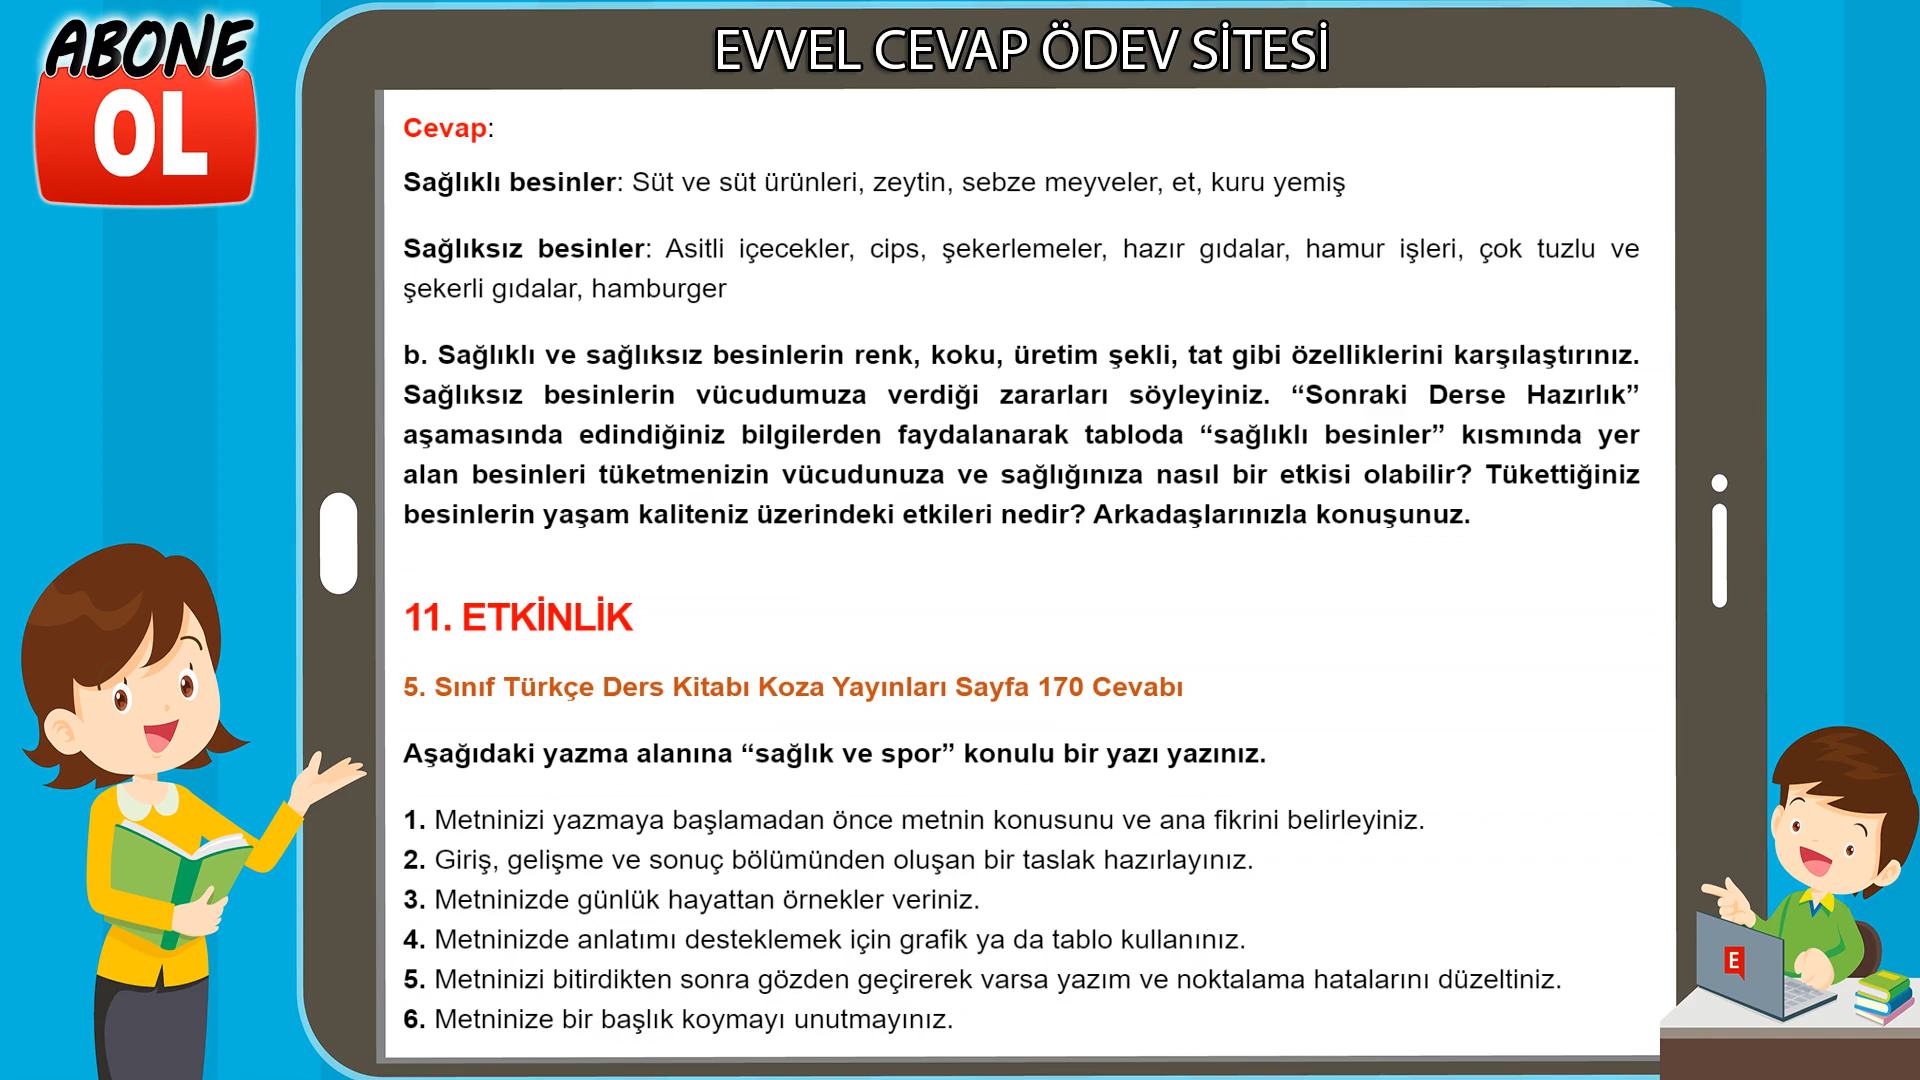 ABONE
OL
EVVEL CEVAP ÖDEV SİTESİ
Cevap:
Sağlıklı besinler: Süt ve süt ürünleri, zeytin, sebze meyveler, et, kuru yemiş
Sağlıksız besinler: Asitli içecekler, cips, şekerlemeler, hazır gıdalar, hamur işleri, çok tuzlu ve
şekerli gıdalar, hamburger
b. Sağlıklı ve sağlıksız besinlerin renk, koku, üretim şekli, tat gibi özelliklerini karşılaştırınız.
Sağlıksız besinlerin vücudumuza verdiği zararları söyleyiniz. “Sonraki Derse Hazırlık”
aşamasında edindiğiniz bilgilerden faydalanarak tabloda “sağlıklı besinler” kısmında yer
alan besinleri tüketmenizin vücudunuza ve sağlığınıza nasıl bir etkisi olabilir? Tükettiğiniz
besinlerin yaşam kaliteniz üzerindeki etkileri nedir? Arkadaşlarınızla konuşunuz.
11. ETKİNLİK
5. Sınıf Türkçe Ders Kitabı Koza Yayınları Sayfa 170 Cevabı
Aşağıdaki yazma alanına “sağlık ve spor” konulu bir yazı yazınız.
1. Metninizi yazmaya başlamadan önce metnin konusunu ve ana fikrini belirleyiniz.
2. Giriş, gelişme ve sonuç bölümünden oluşan bir taslak hazırlayınız.
3. Metninizde günlük hayattan örnekler veriniz.
4. Metninizde anlatımı desteklemek için grafik ya da tablo kullanınız.
5. Metninizi bitirdikten sonra gözden geçirerek varsa yazım ve noktalama hatalarını düzeltiniz.
6. Metninize bir başlık koymayı unutmayınız.
E